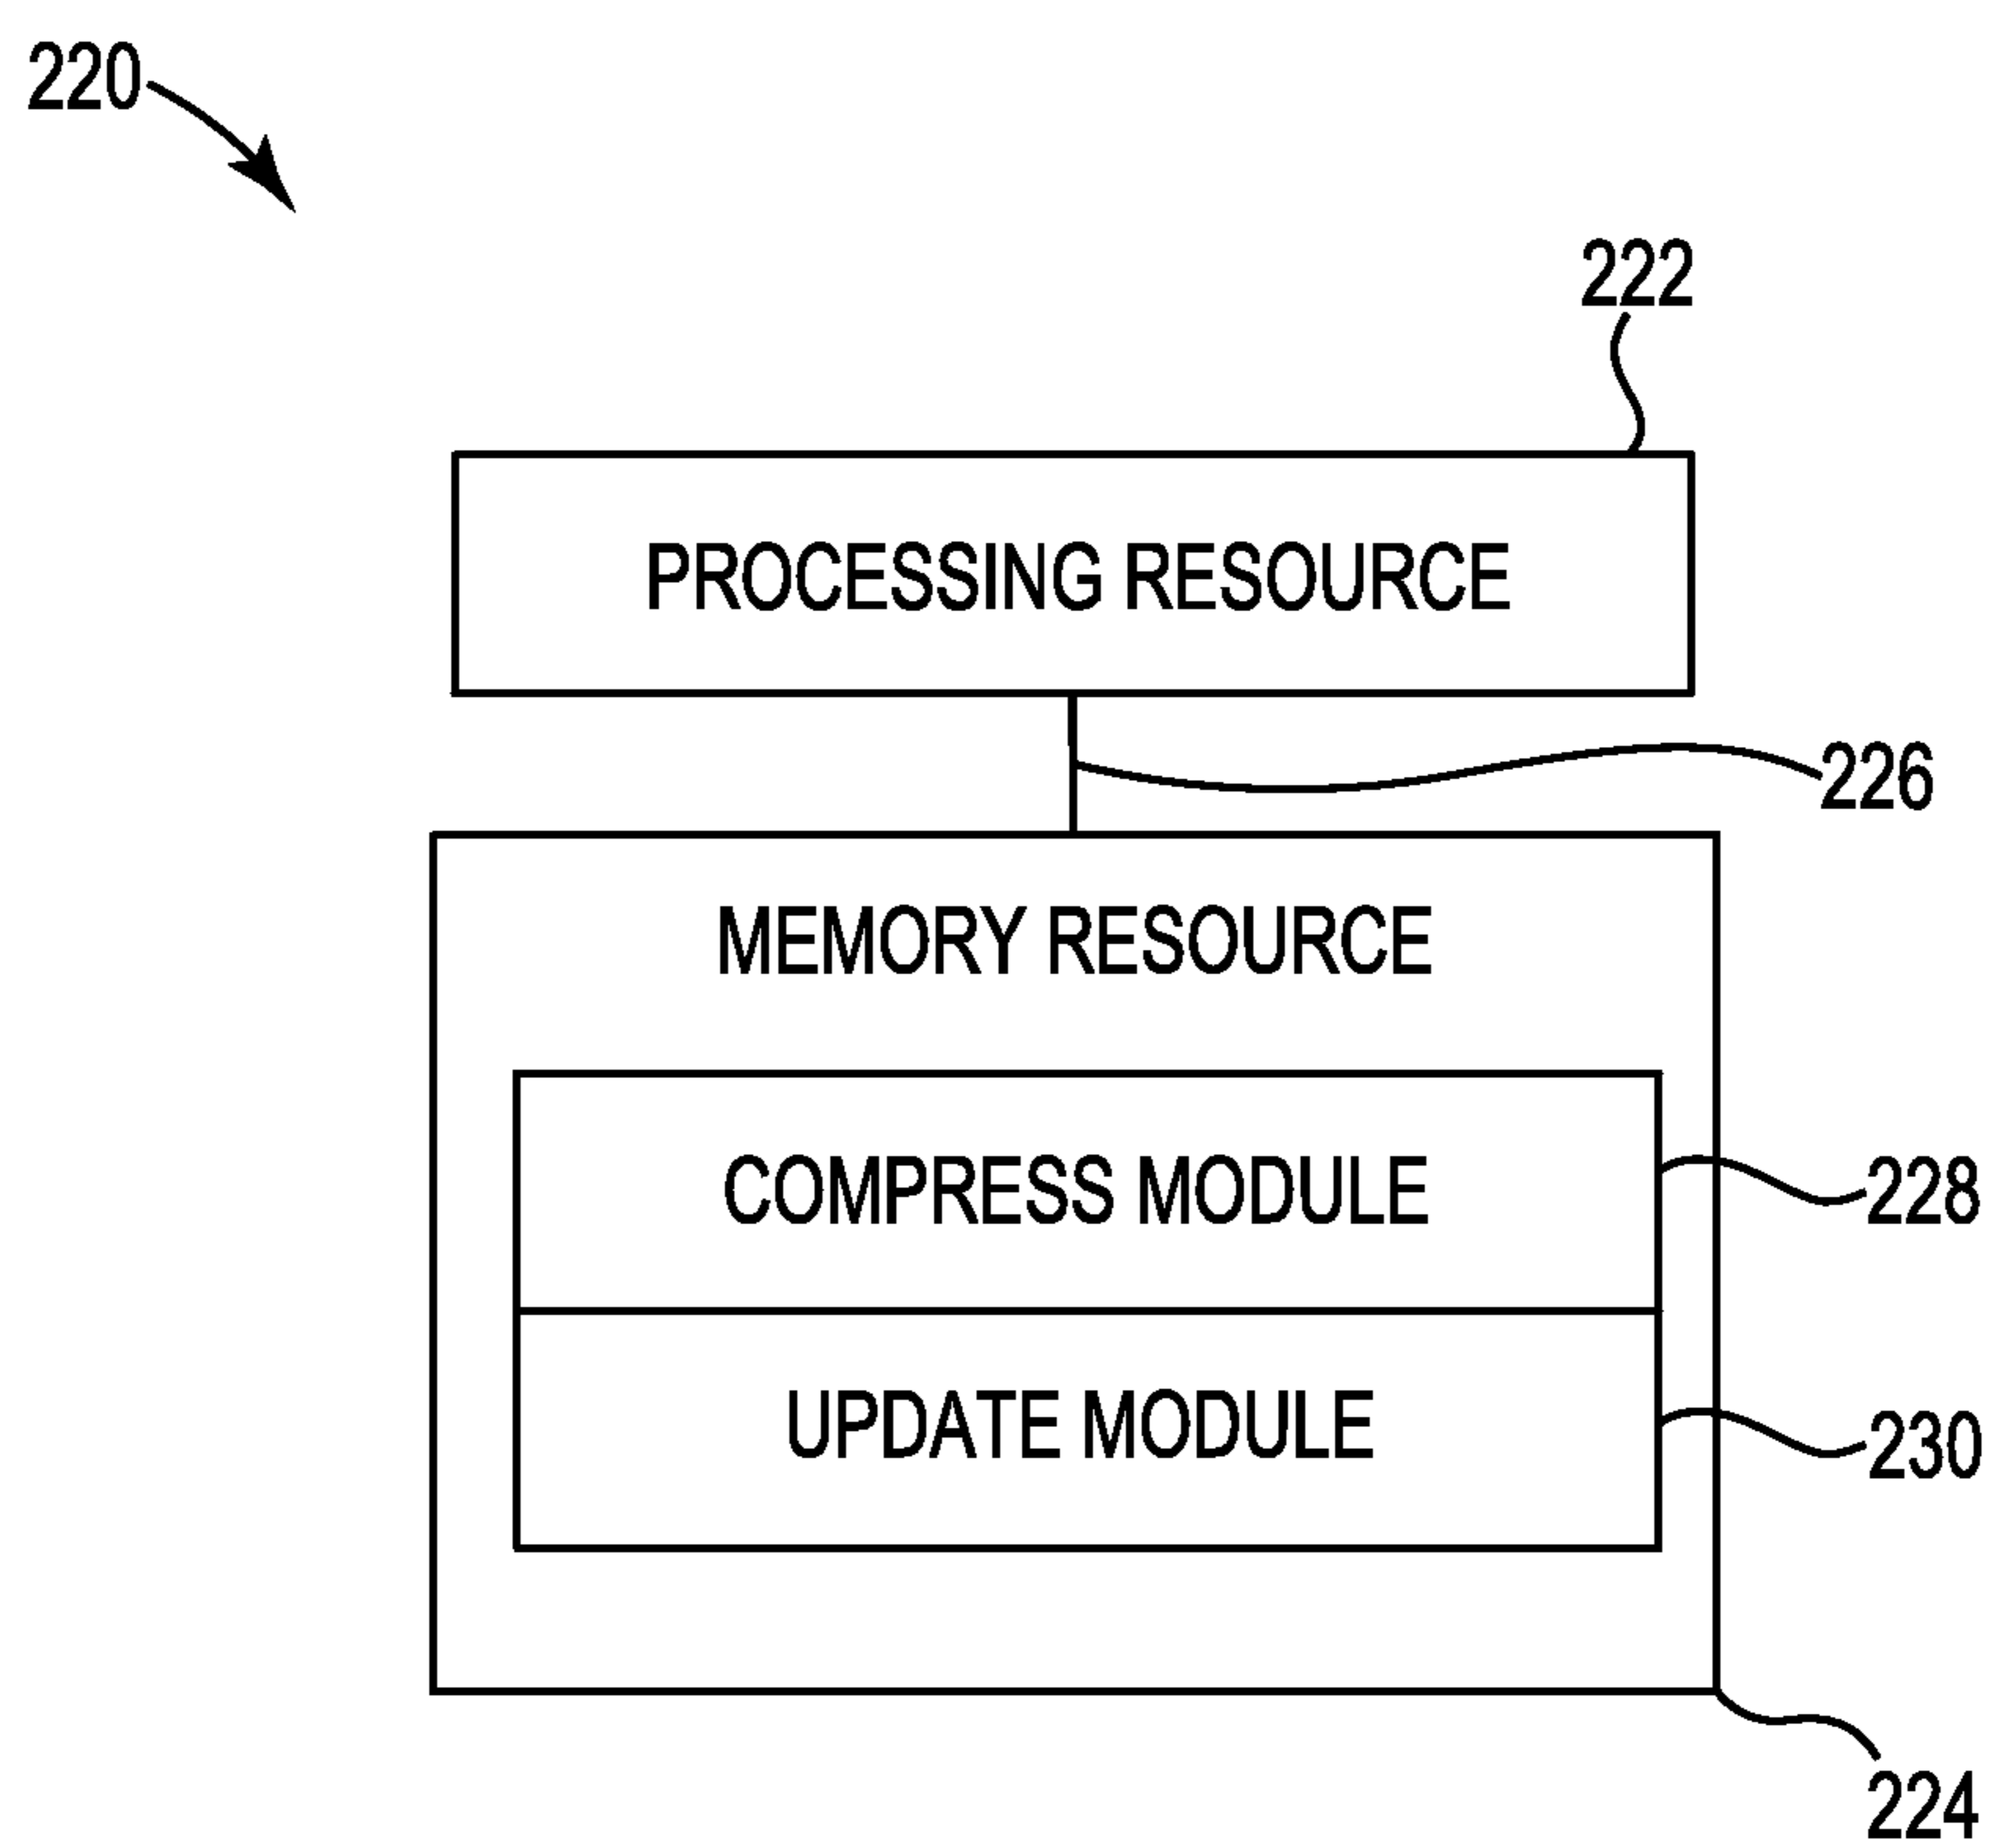 220
222
PROCESSING RESOURCE
226
MEMORY RESOURCE
COMPRESS MODULE
228
UPDATE MODULE
230
224